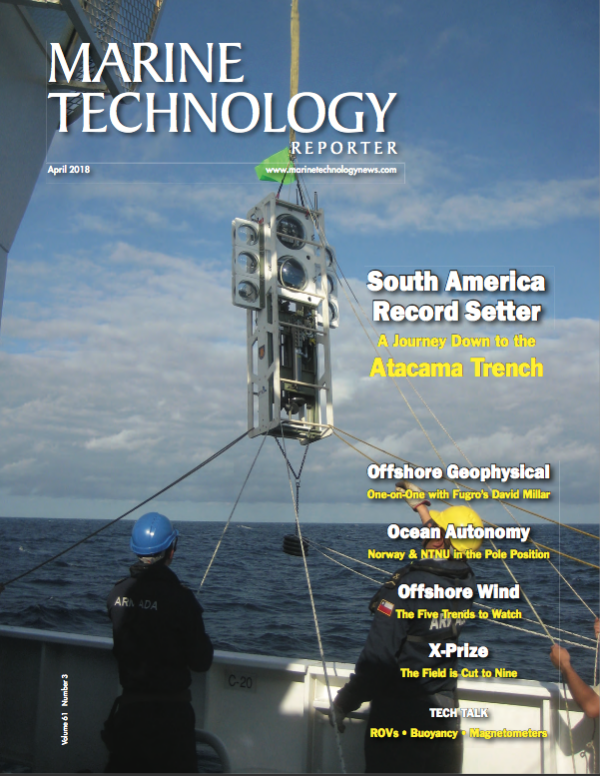 MARINE
TECHNOLOGY
REPORTER
April 2018
www.marinetechnologynews.com
South America
Record Setter
A Journey Down to the
Atacama Trench
Offshore Geophysical
One-on-One with Fugro's David Millar
Ocean Autonomy
Norway & NTNU in the Pole Position
Offshore Wind
The Five Trends to Watch
X-Prize
The Field is Cut to Nine
TECH TALK
ROVs • Buoyancy • Magnetometers
Volume 61 Number 3
C-20